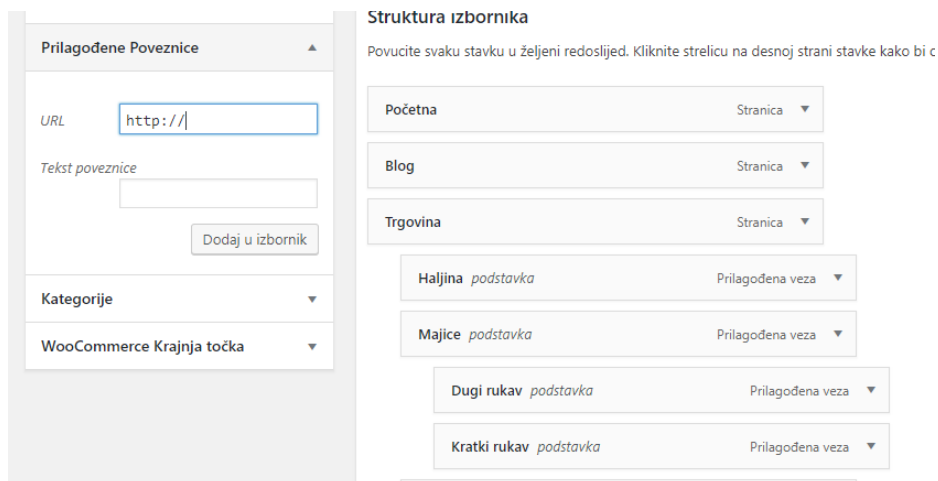 Struktura izbornika
Prilagođene Poveznice
Povucite svaku stavku u željeni redoslijed. Kliknite strelicu na desnoj strani stavke kako bi
URL http://
Tekst poveznice
Dodaj u izbornik
Kategorije
WooCommerce Krajnja točka
Početna Stranica
Blog Stranica
Trgovina Stranica
Haljina podstavka Prilagođena veza
Majice podstavka Prilagođena veza
Dugi rukav podstavka Prilagođena veza
Kratki rukav podstavka Prilagođena veza